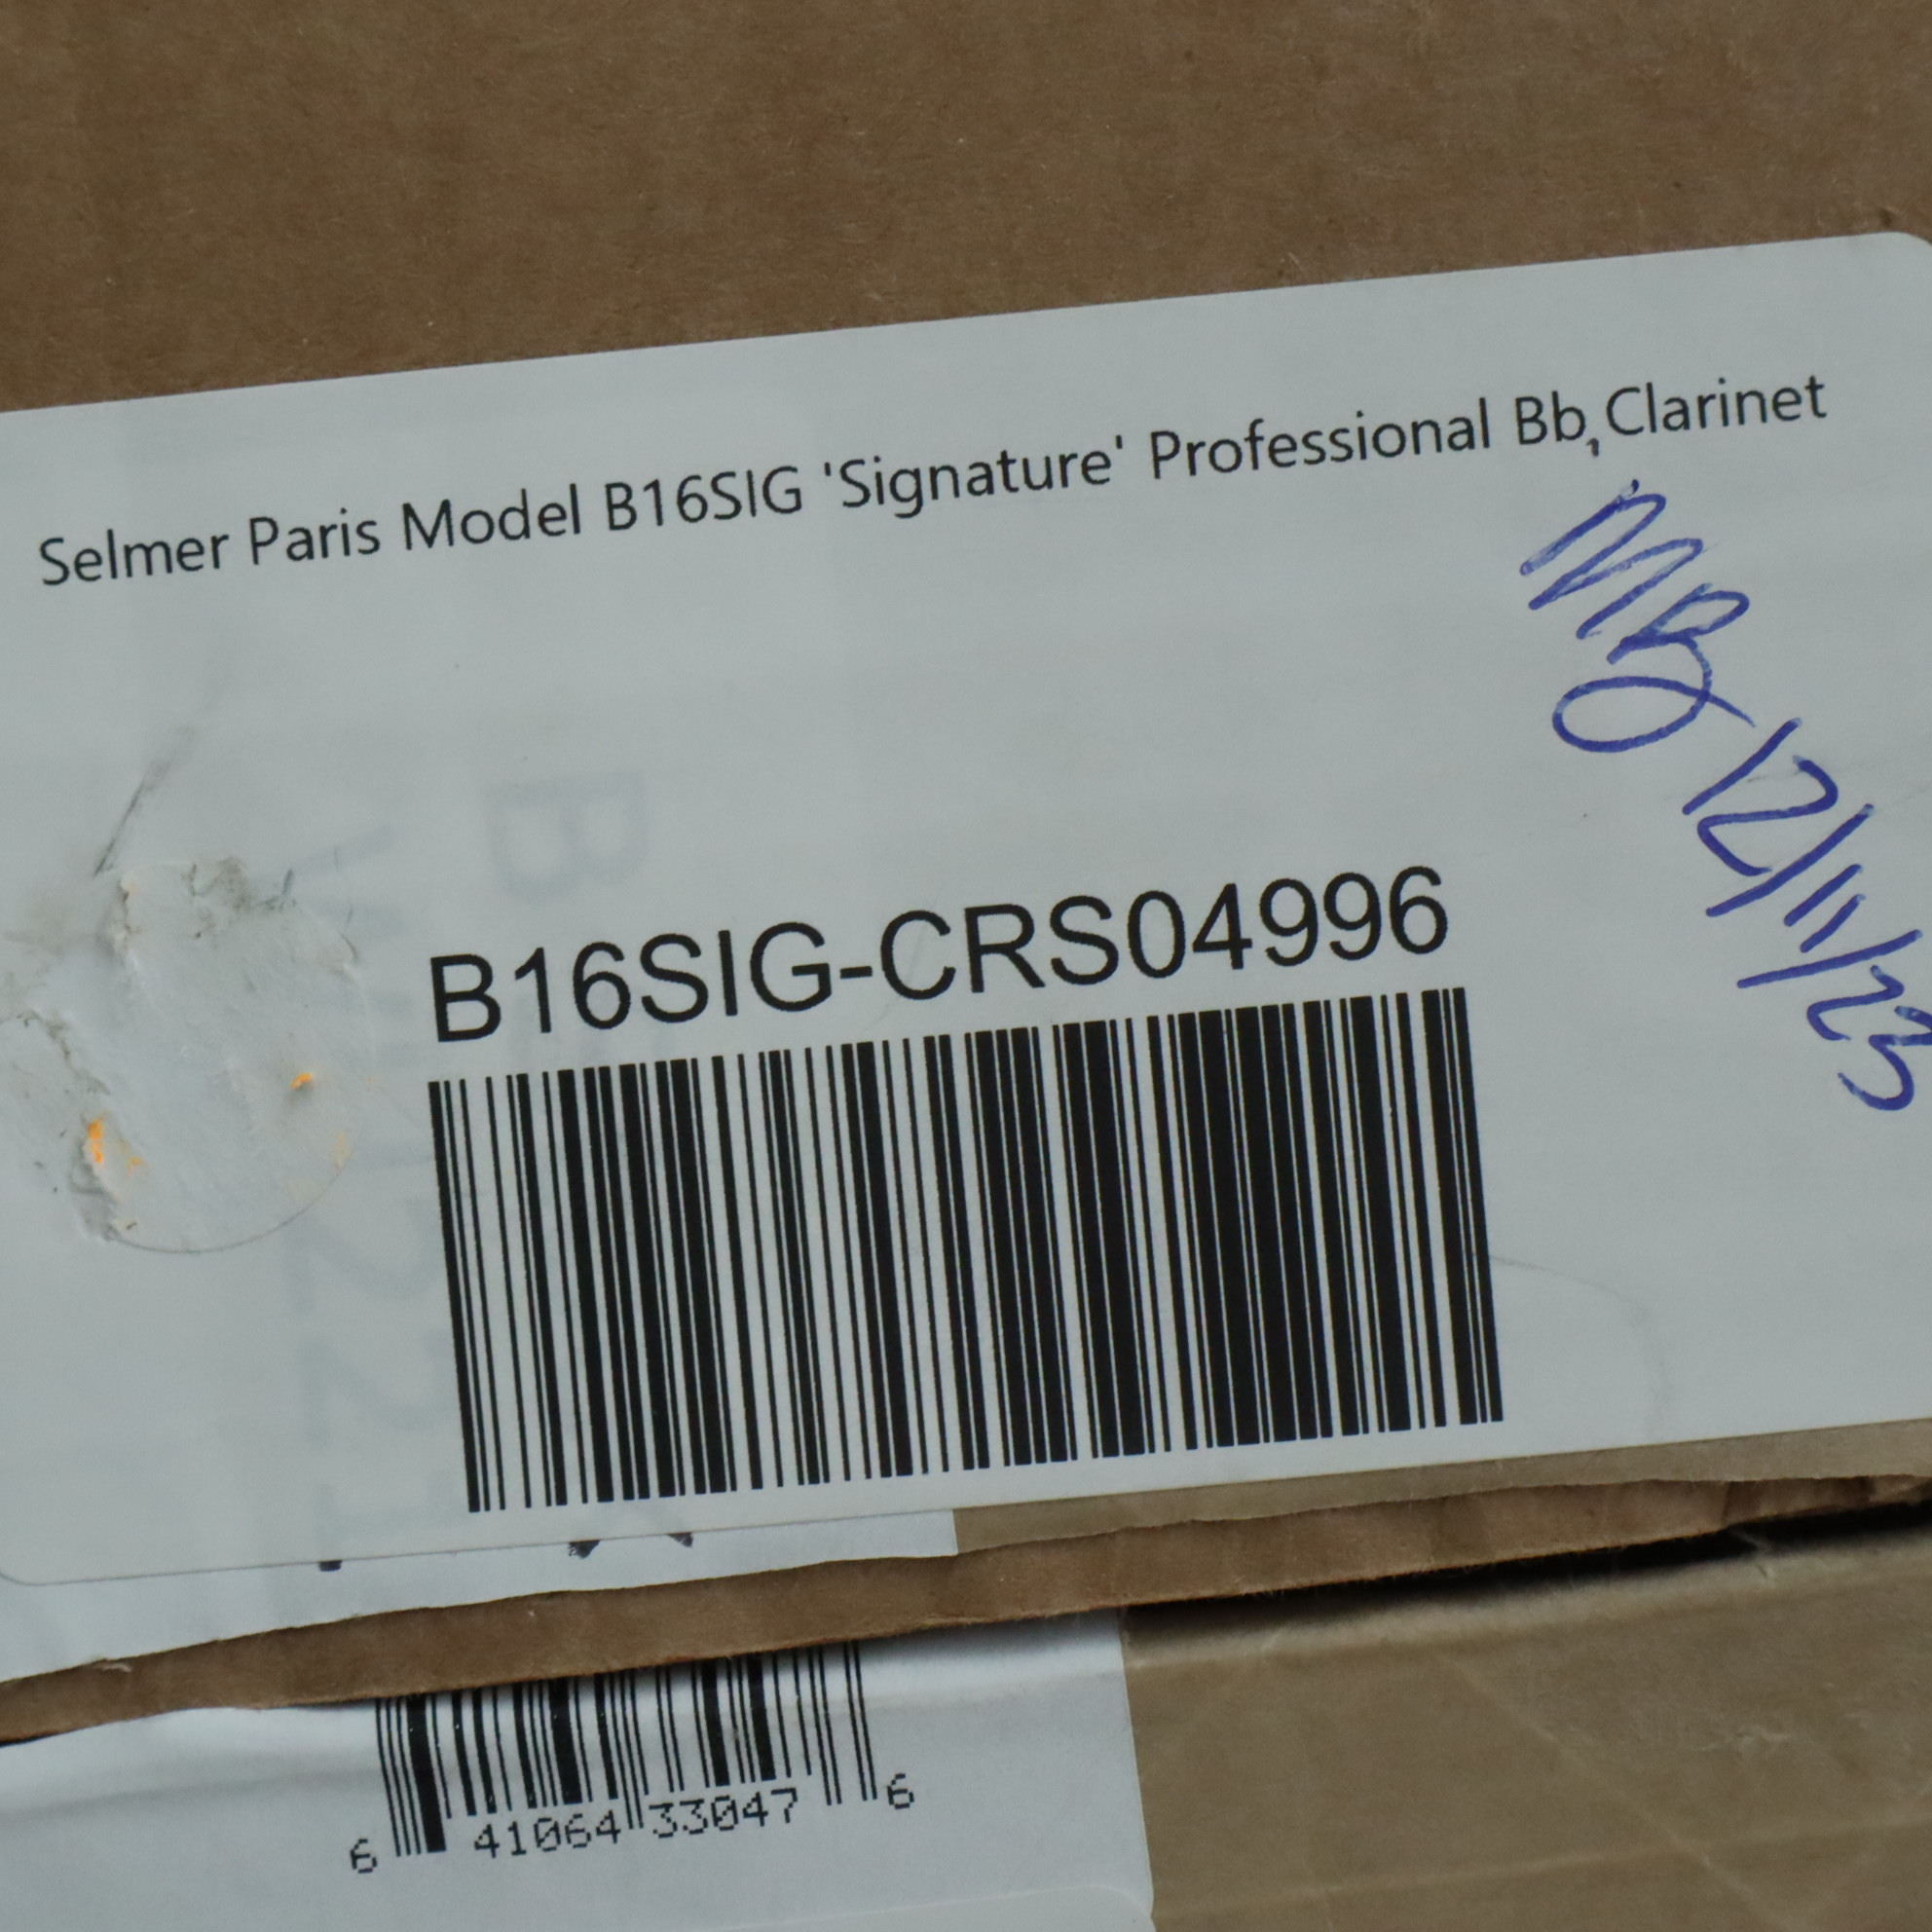 Selmer Paris Model B16SIG 'Signature' Professional Bb, Clarinet
MB 12/11/23
B16SIG-CRS04996
6 41064 33047 6